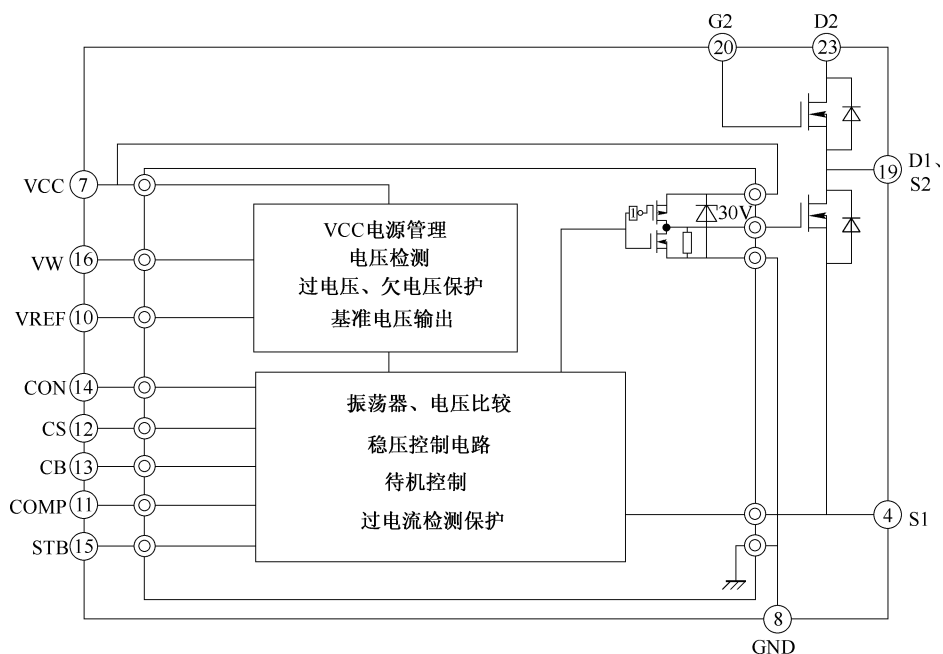 G2
D2
20
23
VCC
7
19
D1、
S2
30V
VCC电源管理
电压检测
过电压、欠电压保护
基准电压输出
VW
16
VREF
10
CON
14
CS
12
CB
13
COMP
11
STB
15
振荡器、电压比较
稳压控制电路
待机控制
过电流检测保护
4
S1
8
GND